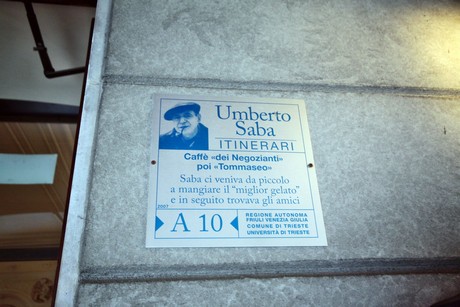 Umberto
Saba
ITINERARI
Caffè «dei Negozianti»
poi «Tommaseo»
Saba ci veniva da piccolo
a mangiare il “miglior gelato”
e in seguito trovava gli amici
2007
A 10
REGIONE AUTONOMA
FRIULI VENEZIA GIULIA
COMUNE DI TRIESTE
UNIVERSITÀ DI TRIESTE